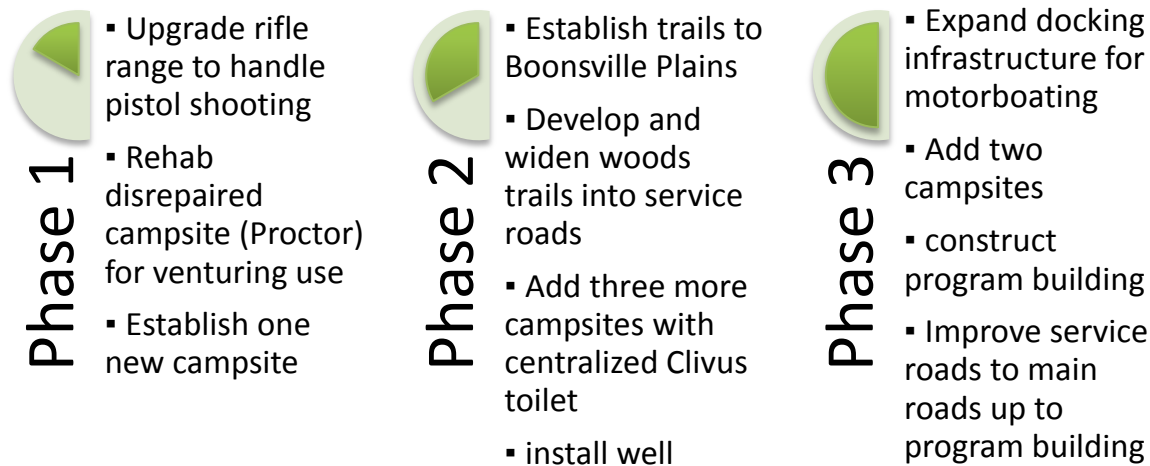 Phase 1
▪ Upgrade rifle
range to handle
pistol shooting
▪ Rehab
disrepaired
campsite (Proctor)
for venturing use
▪ Establish one
new campsite
Phase 2
▪ Establish trails to
Boonsville Plains
▪ Develop and
widen woods
trails into service
roads
▪ Add three more
campsites with
centralized Clivus
toilet
▪ install well
Phase 3
▪ Expand docking
infrastructure for
motorboating
▪ Add two
campsites
▪ construct
program building
▪ Improve service
roads to main
roads up to
program building